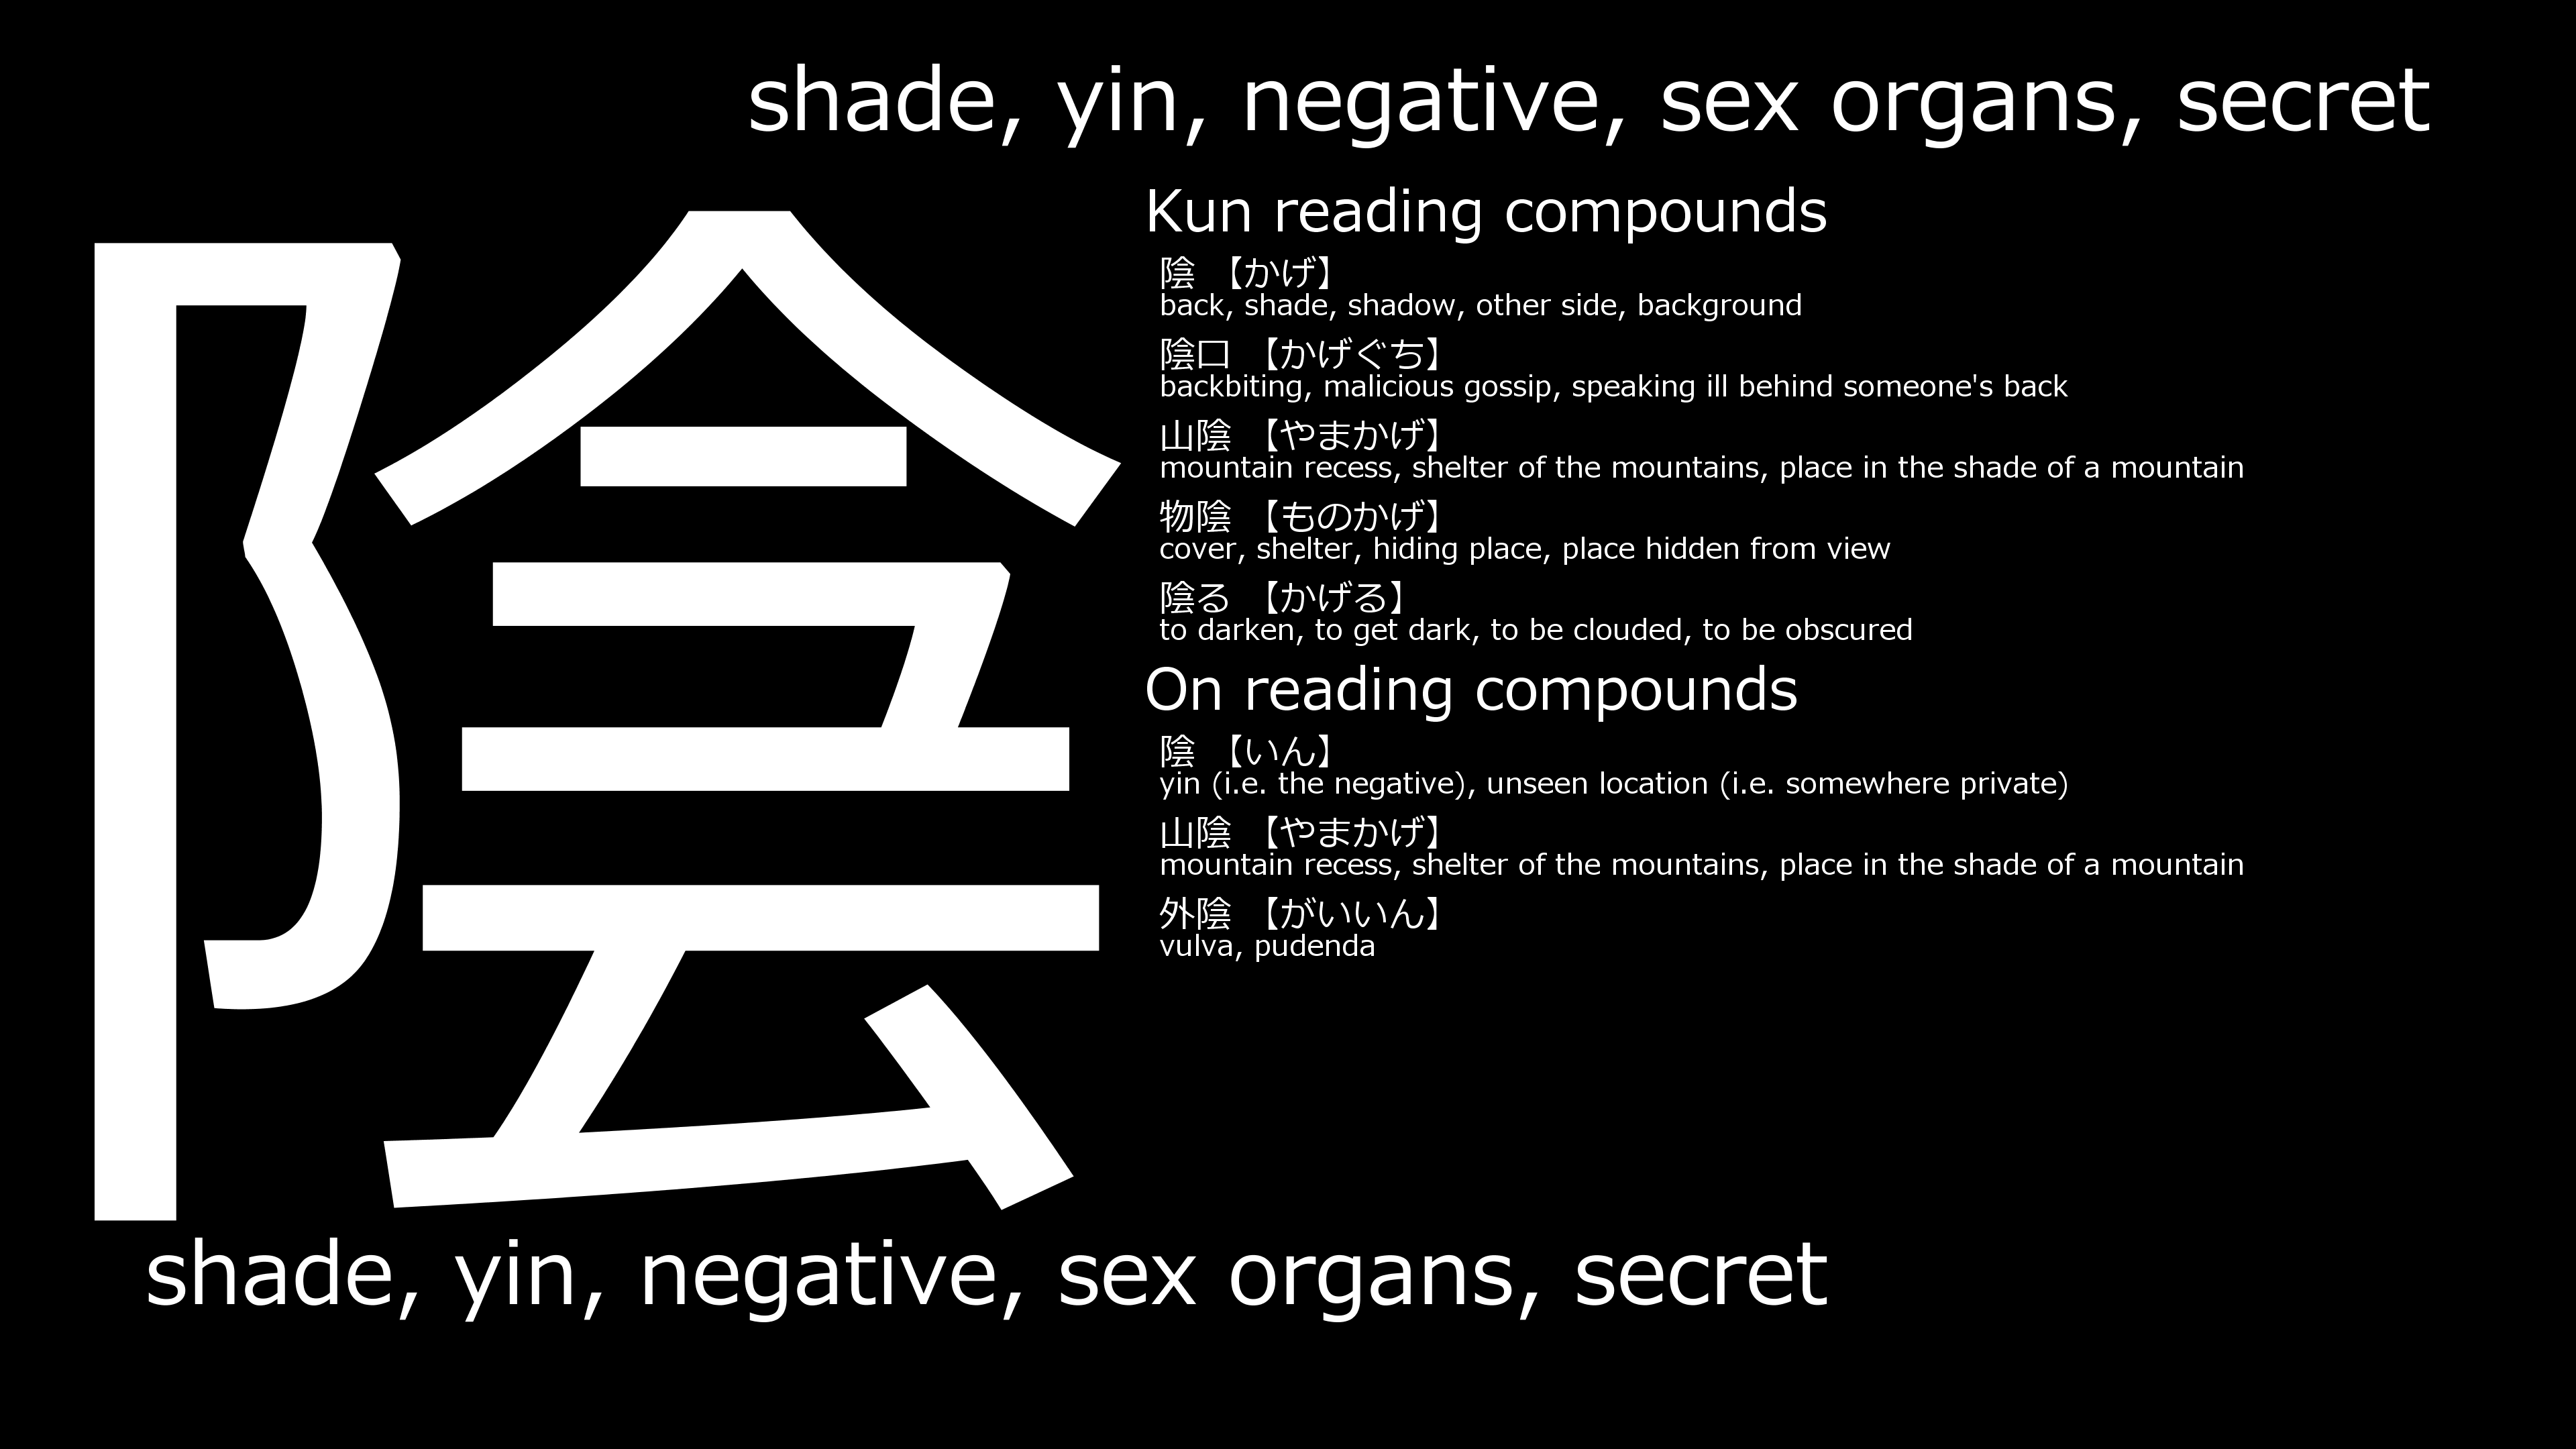 shade, yin, negative, sex organs, secret
陰
Kun reading compounds
陰 【かげ】
back, shade, shadow, other side, background
陰口 【かげぐち】
backbiting, malicious gossip, speaking ill behind someone's back
山陰 【やまかげ】
mountain recess, shelter of the mountains, place in the shade of a mountain
物陰 【ものかげ】
cover, shelter, hiding place, place hidden from view
陰る 【かげる】
to darken, to get dark, to be clouded, to be obscured
On reading compounds
陰 【いん】
yin (i.e. the negative), unseen location (i.e. somewhere private)
山陰 【やまかげ】
mountain recess, shelter of the mountains, place in the shade of a mountain
外陰 【がいいん】
vulva, pudenda
shade, yin, negative, sex organs, secret